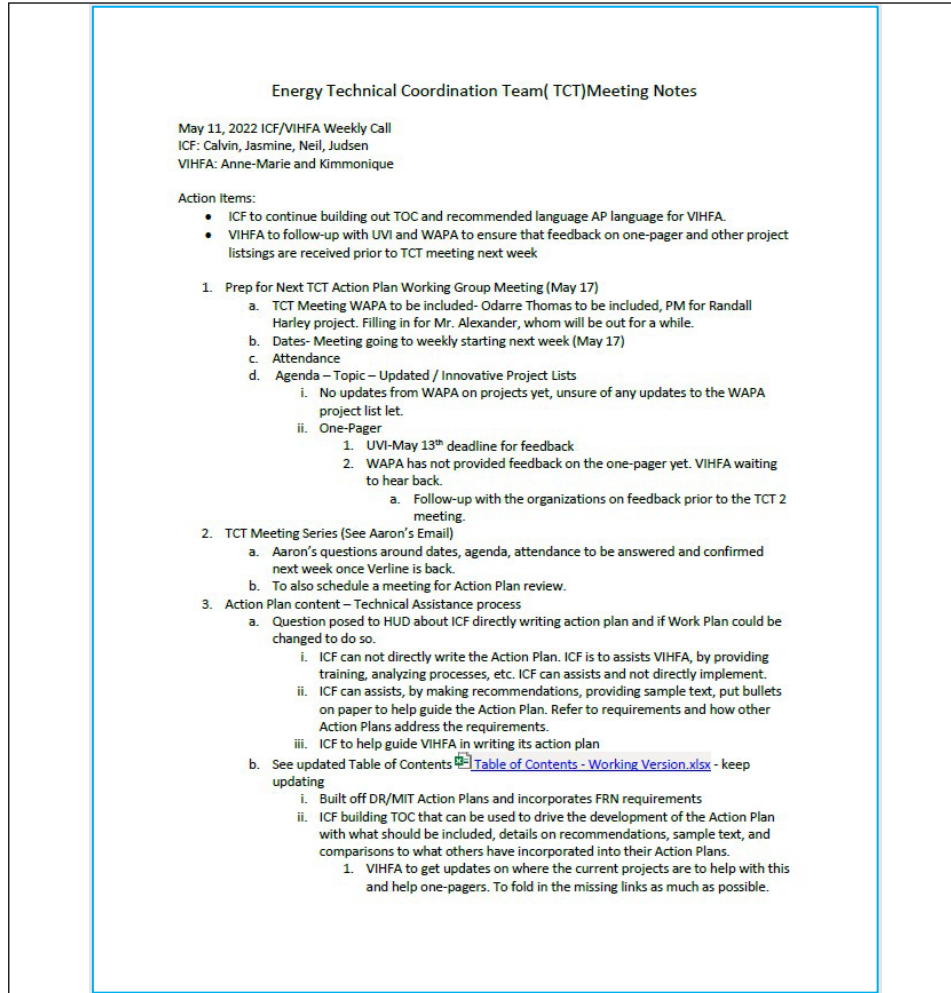 Energy Technical Coordination Team( TCT)Meeting Notes
May 11, 2022 ICF/VIHFA Weekly Call
ICF: Calvin, Jasmine, Neil, Judsen
VIHFA: Anne-Marie and Kimmonique
Action Items:
• ICF to continue building out TOC and recommended language AP language for VIHFA.
• VIHFA to follow-up with UVI and WAPA to ensure that feedback on one-pager and other project
listsings are received prior to TCT meeting next week
1. Prep for Next TCT Action Plan Working Group Meeting (May 17)
a. TCT Meeting WAPA to be included- Odarre Thomas to be included, PM for Randall
Harley project. Filling in for Mr. Alexander, whom will be out for a while.
b. Dates- Meeting going to weekly starting next week (May 17)
c. Attendance
d. Agenda – Topic – Updated / Innovative Project Lists
i. No updates from WAPA on projects yet, unsure of any updates to the WAPA
project list let.
ii. One-Pager
1. UVI-May 13th deadline for feedback
2. WAPA has not provided feedback on the one-pager yet. VIHFA waiting
to hear back.
a. Follow-up with the organizations on feedback prior to the TCT 2
meeting.
2. TCT Meeting Series (See Aaron's Email)
a. Aaron's questions around dates, agenda, attendance to be answered and confirmed
next week once Verline is back.
b. To also schedule a meeting for Action Plan review.
3. Action Plan content – Technical Assistance process
a. Question posed to HUD about ICF directly writing action plan and if Work Plan could be
changed to do so.
i. ICF can not directly write the Action Plan. ICF is to assists VIHFA, by providing
training, analyzing processes, etc. ICF can assists and not directly implement.
ii. ICF can assists, by making recommendations, providing sample text, put bullets
on paper to help guide the Action Plan. Refer to requirements and how other
Action Plans address the requirements.
iii. ICF to help guide VIHFA in writing its action plan
b. See updated Table of Contents Table of Contents - Working Version.xlsx - keep
updating
i. Built off DR/MIT Action Plans and incorporates FRN requirements
ii. ICF building TOC that can be used to drive the development of the Action Plan
with what should be included, details on recommendations, sample text, and
comparisons to what others have incorporated into their Action Plans.
1. VIHFA to get updates on where the current projects are to help with this
and help one-pagers. To fold in the missing links as much as possible.